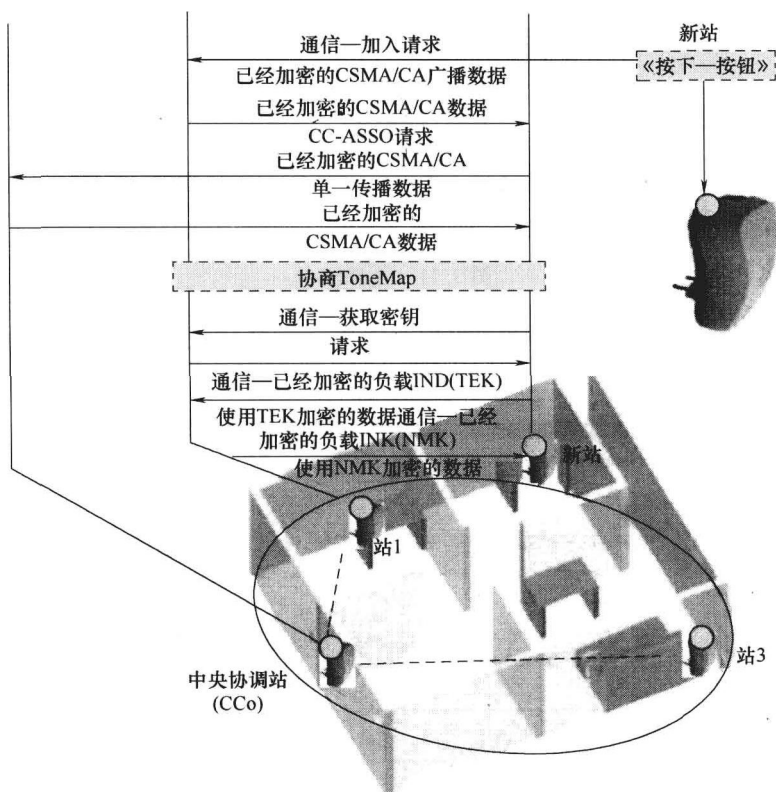 通信—加入请求
新站
《按下—按钮》
已经加密的CSMA/CA广播数据
已经加密的CSMA/CA数据
CC-ASSO请求
已经加密的CSMA/CA
单一传播数据
已经加密的
CSMA/CA数据
协商ToneMap
通信—获取密钥
请求
通信—已经加密的负载IND(TEK)
使用TEK加密的数据通信—已经
加密的负载INK(NMK)
使用NMK加密的数据
新站
站1
站3
中央协调站
(CCo)